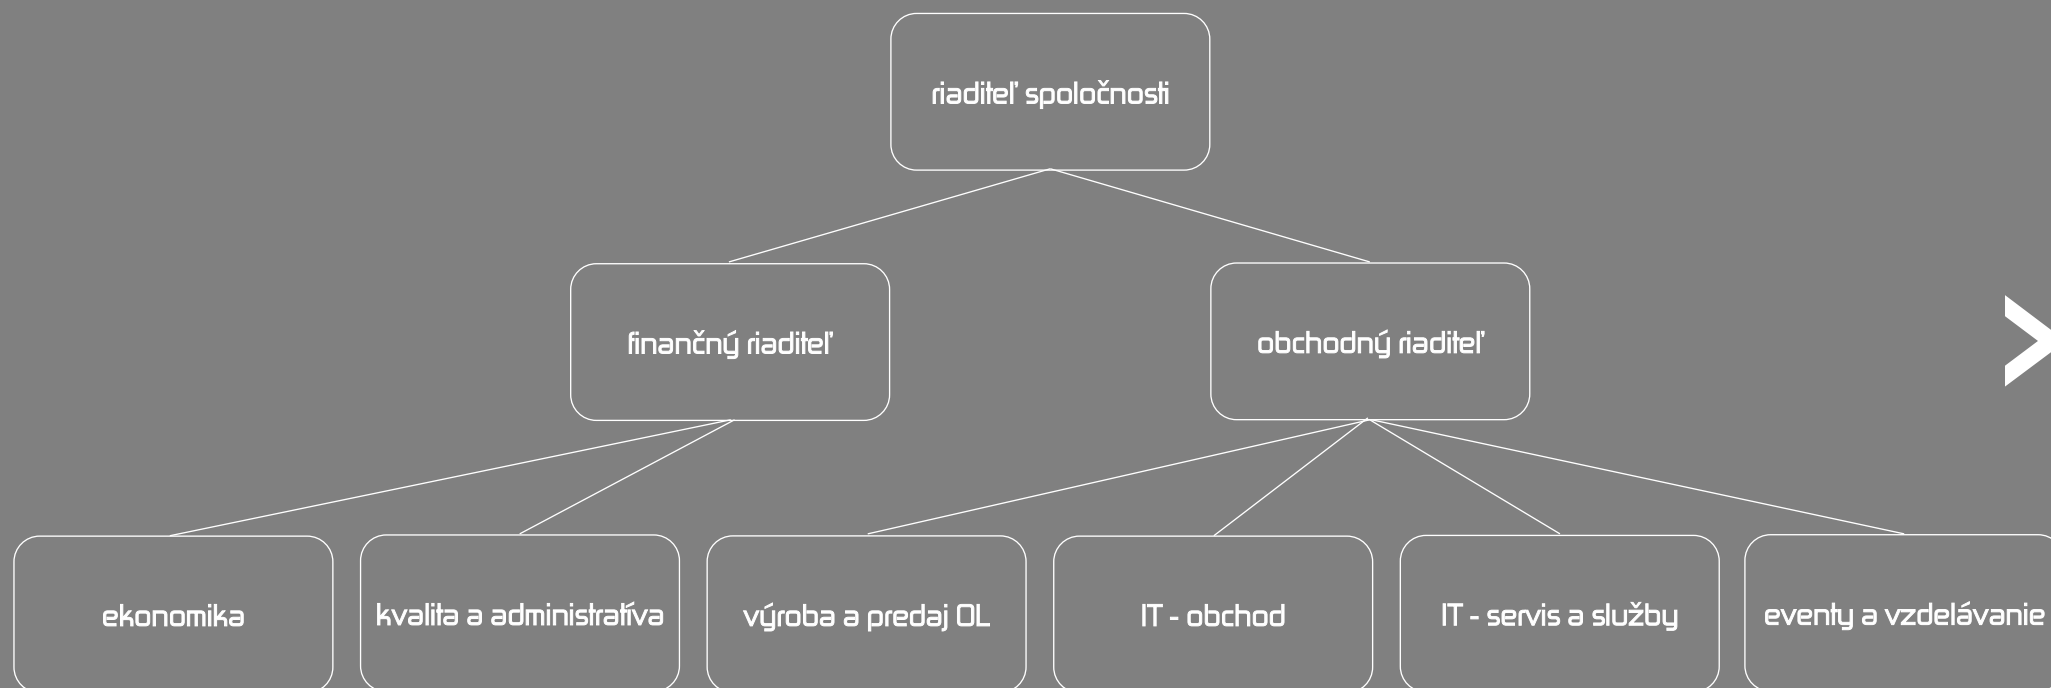 riaditeľ spoločnosti
finančný riaditeľ
obchodný riaditeľ
ekonomika
kvalita a administratíva
výroba a predaj OL
IT - obchod
IT - servis a služby
eventy a vzdelávanie